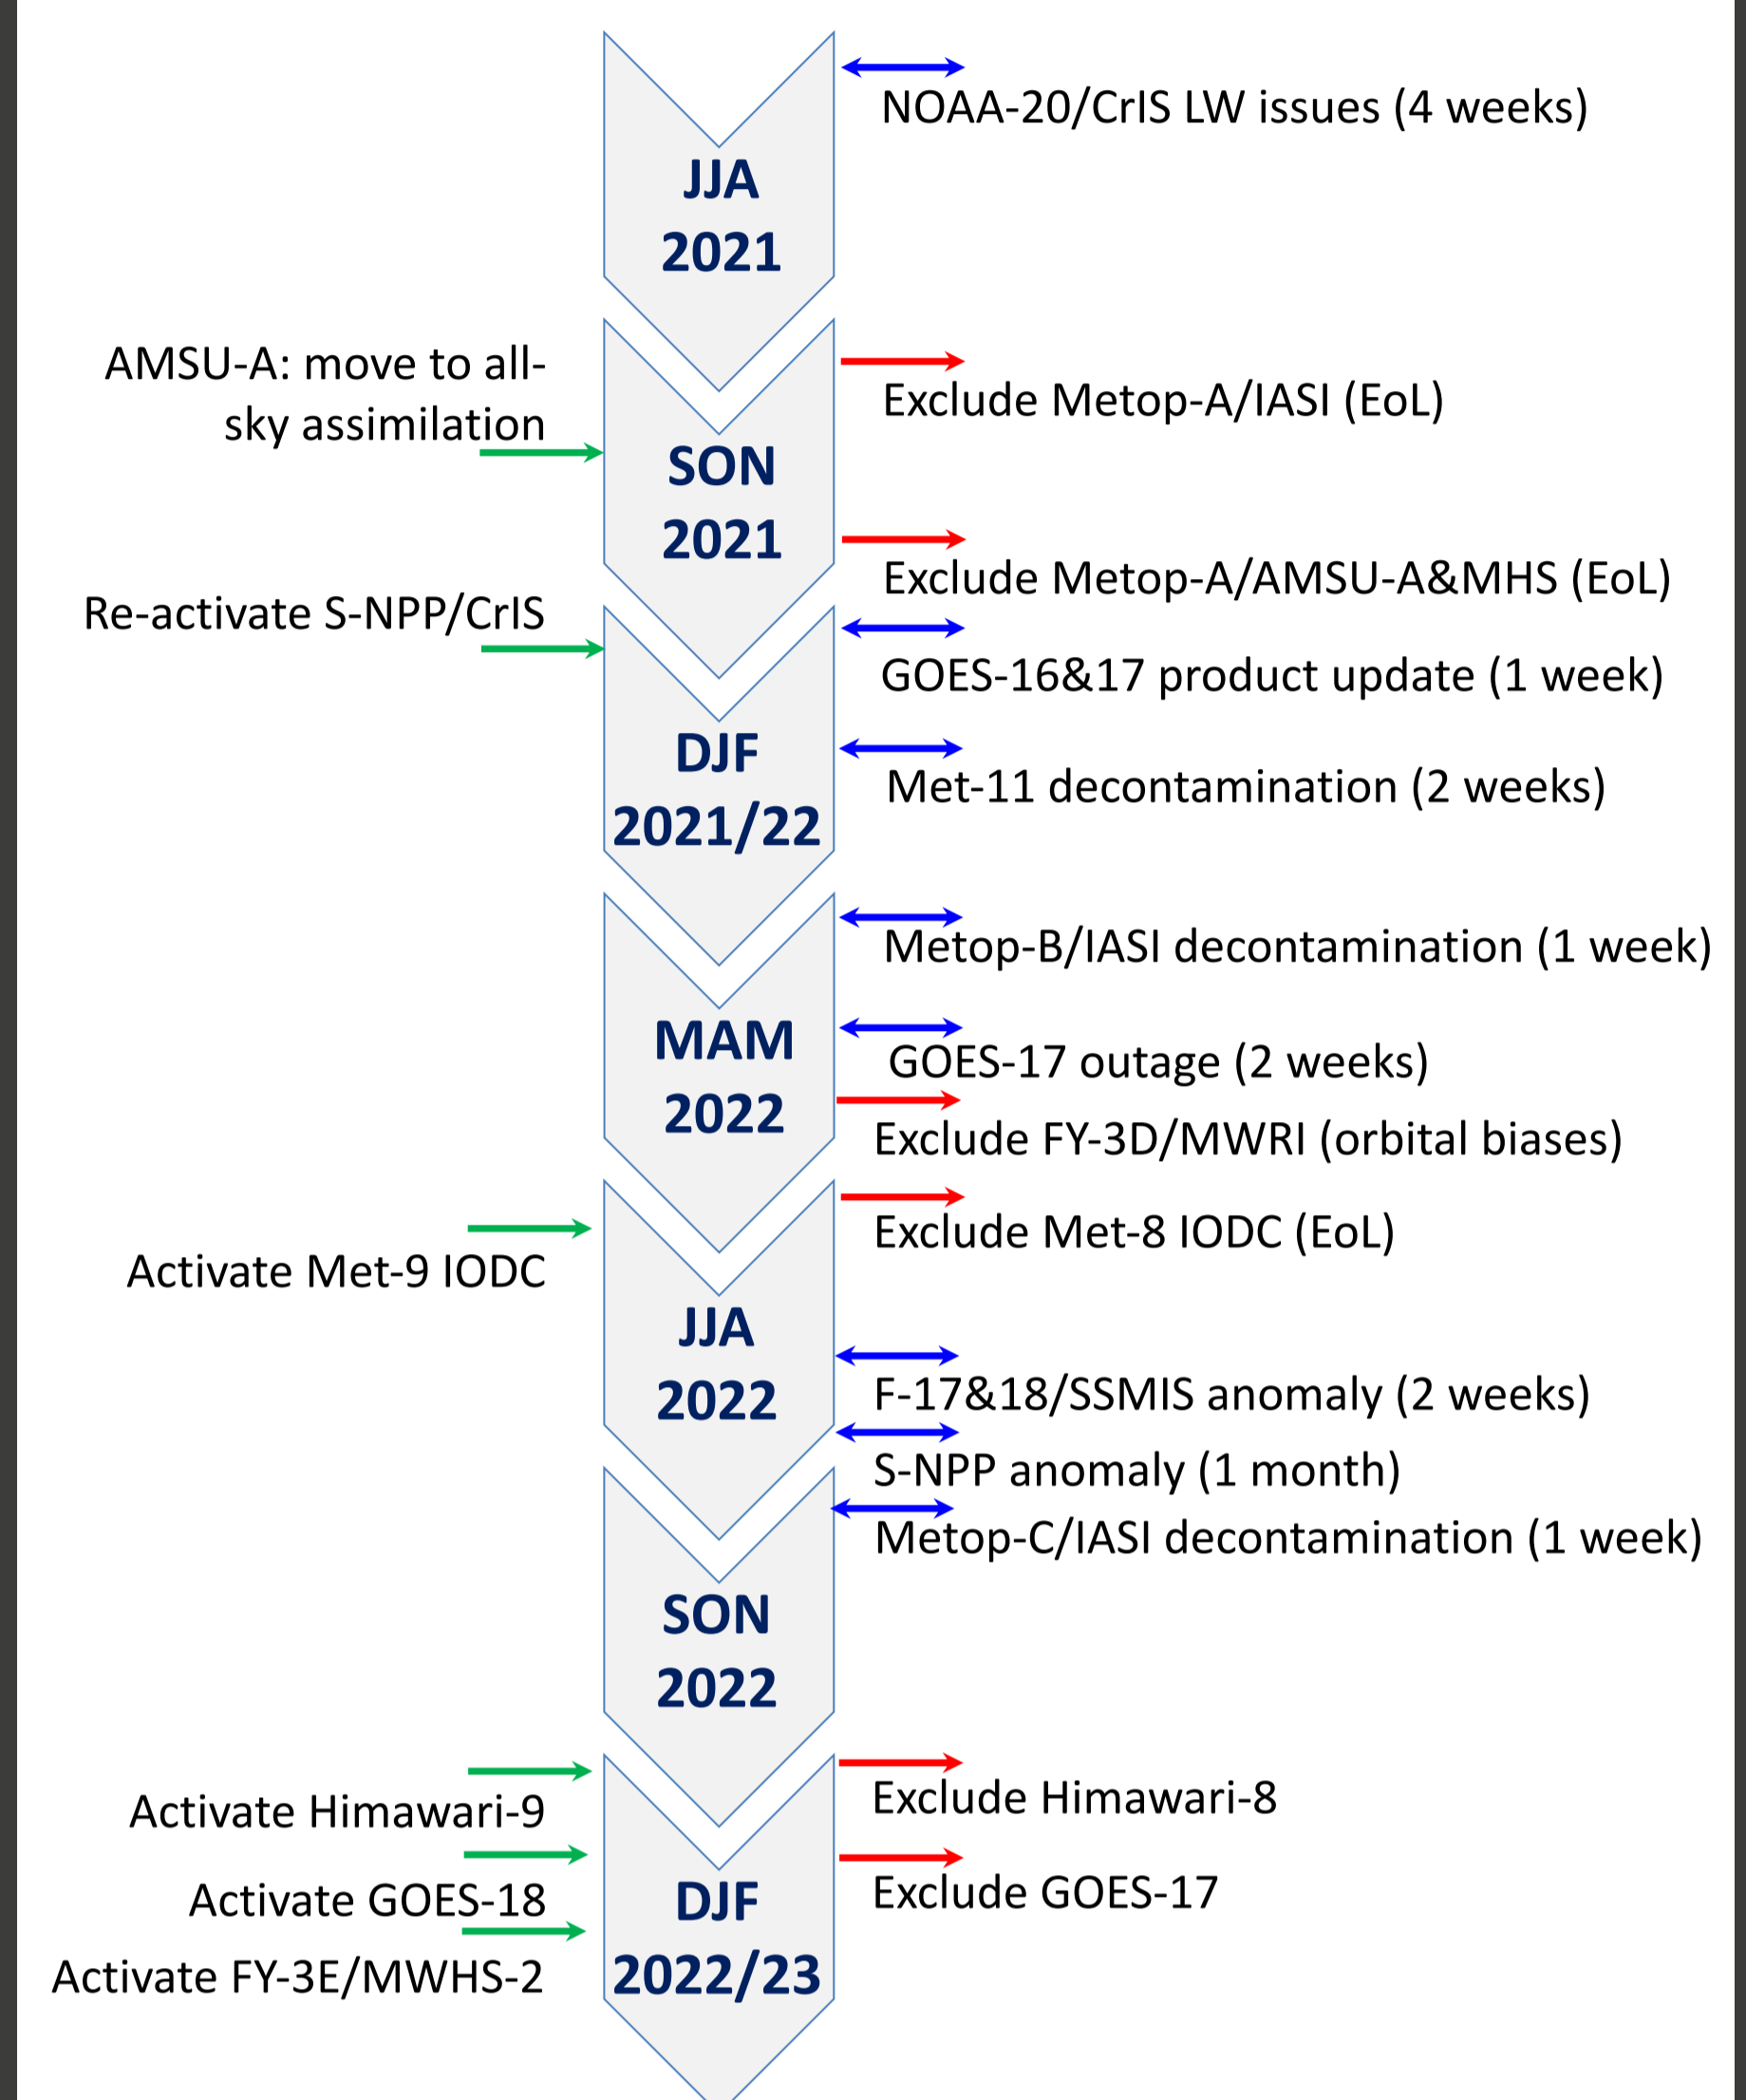 NOAA-20/CrIS LW issues (4 weeks)
JJA
2021
AMSU-A: move to all-
sky assimilation
Exclude Metop-A/IASI (EoL)
SON
2021
Exclude Metop-A/AMSU-A&MHS (EoL)
Re-activate S-NPP/CrIS
GOES-16&17 product update (1 week)
DJF
2021/22
Met-11 decontamination (2 weeks)
Metop-B/IASI decontamination (1 week)
MAM
2022
GOES-17 outage (2 weeks)
Exclude FY-3D/MWRI (orbital biases)
Exclude Met-8 IODC (EoL)
Activate Met-9 IODC
JJA
2022
F-17&18/SSMIS anomaly (2 weeks)
S-NPP anomaly (1 month)
Metop-C/IASI decontamination (1 week)
SON
2022
Activate Himawari-9
Exclude Himawari-8
Activate GOES-18
Exclude GOES-17
DJF
2022/23
Activate FY-3E/MWHS-2